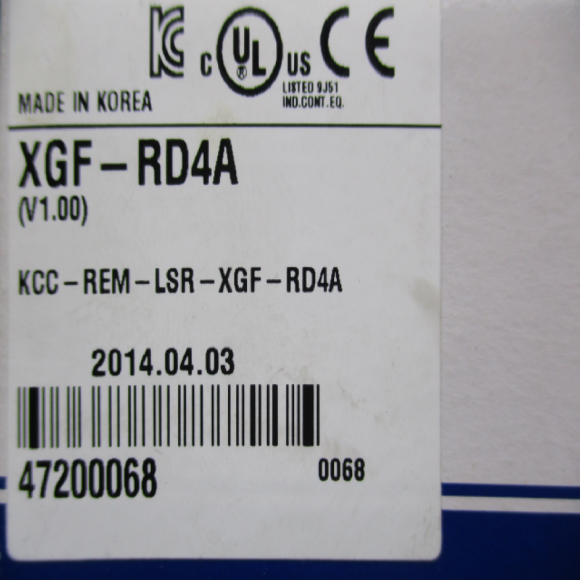 KC c UL ® US CE
LISTED 9J51
IND.CONT.EQ.
MADE IN KOREA
XGF-RD4A
(V1.00)
KCC-REM-LSR-XGF-RD4A
2014.04.03
47200068 0068